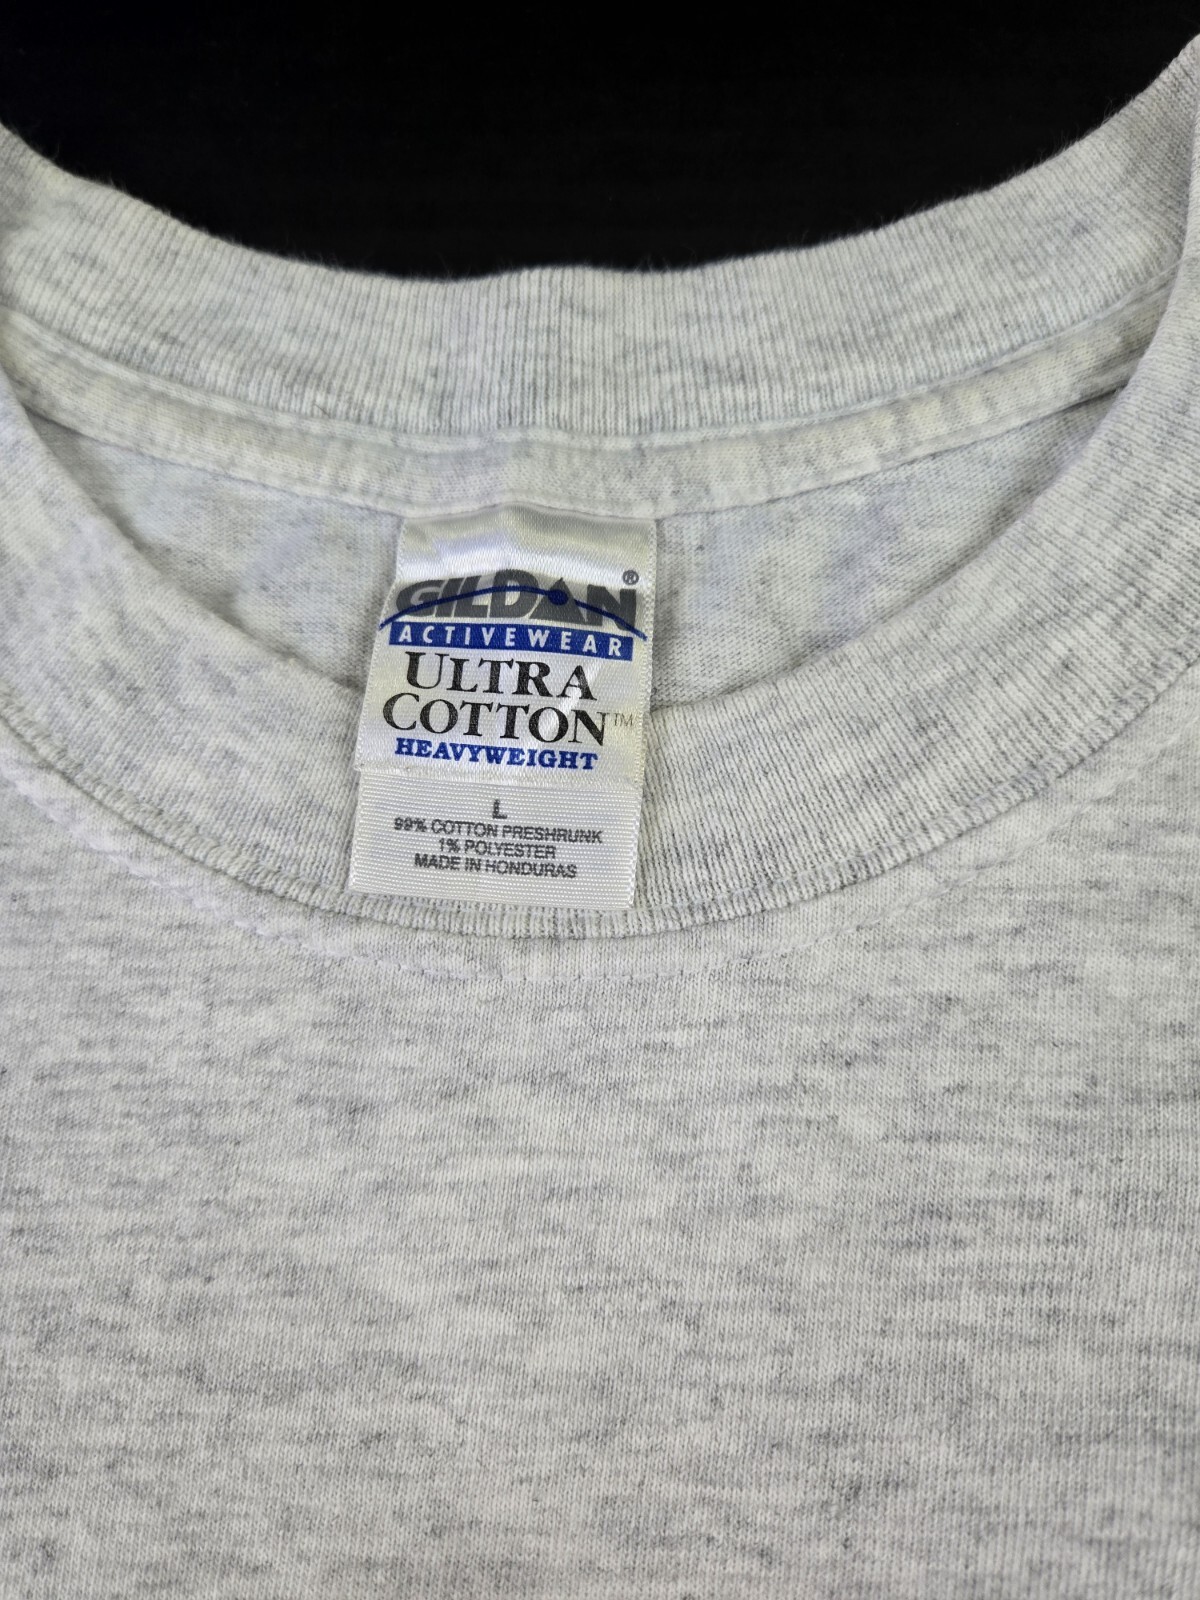 GILDAN®
ACTIVEWEAR
ULTRA
COTTON™
HEAVYWEIGHT
L
99% COTTON PRESHRUNK
1% POLYESTER
MADE IN HONDURAS